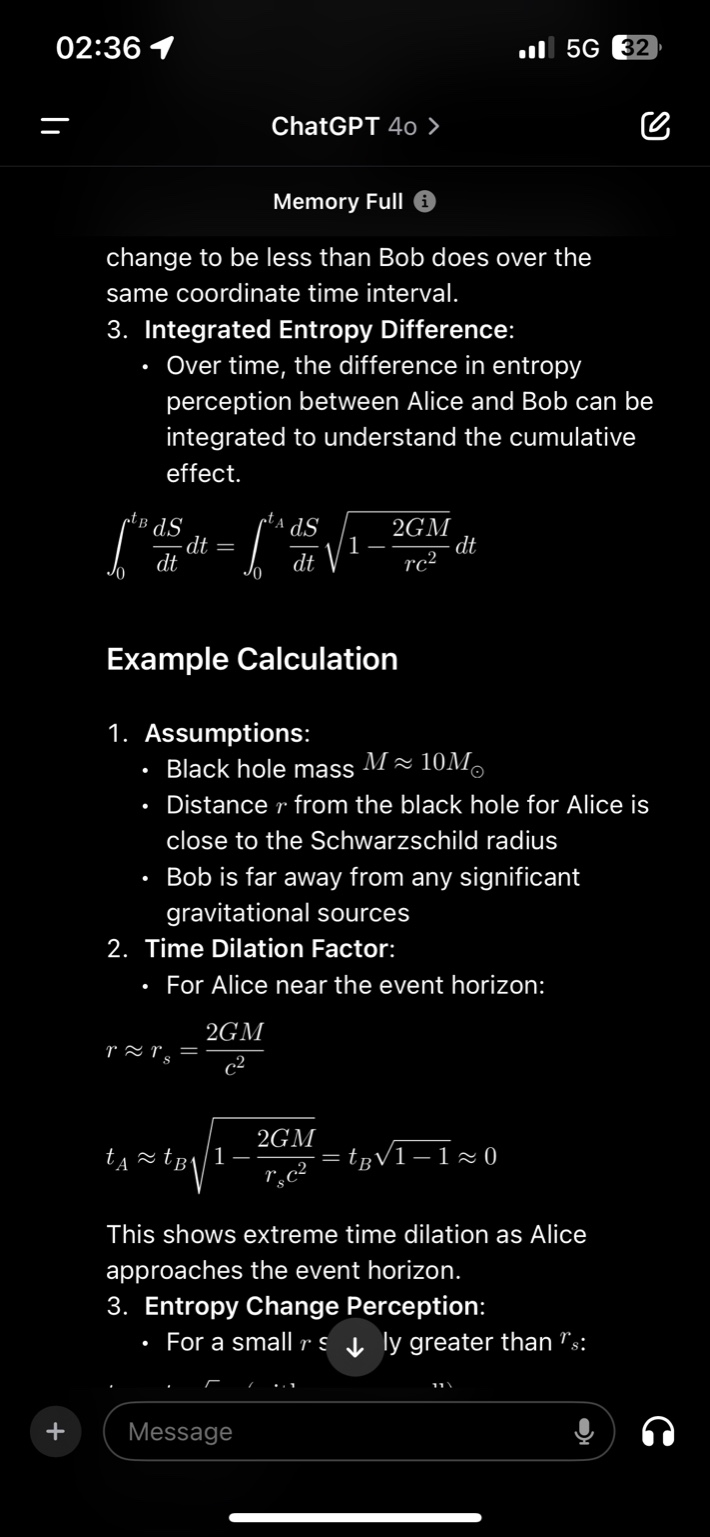 02:36 5G 32
ChatGPT 4o >
Memory Full i
change to be less than Bob does over the
same coordinate time interval.
3. Integrated Entropy Difference:
• Over time, the difference in entropy
perception between Alice and Bob can be
integrated to understand the cumulative
effect.
∫₀^{t_B} dS/dt dt = ∫₀^{t_A} dS/dt √(1 − 2GM/rc²) dt
Example Calculation
1. Assumptions:
• Black hole mass M ≈ 10M☉
• Distance r from the black hole for Alice is
close to the Schwarzschild radius
• Bob is far away from any significant
gravitational sources
2. Time Dilation Factor:
• For Alice near the event horizon:
r ≈ r_s = 2GM/c²
t_A ≈ t_B √(1 − 2GM/r_s c²) = t_B √(1 − 1) ≈ 0
This shows extreme time dilation as Alice
approaches the event horizon.
3. Entropy Change Perception:
• For a small r greater than r_s:
Message